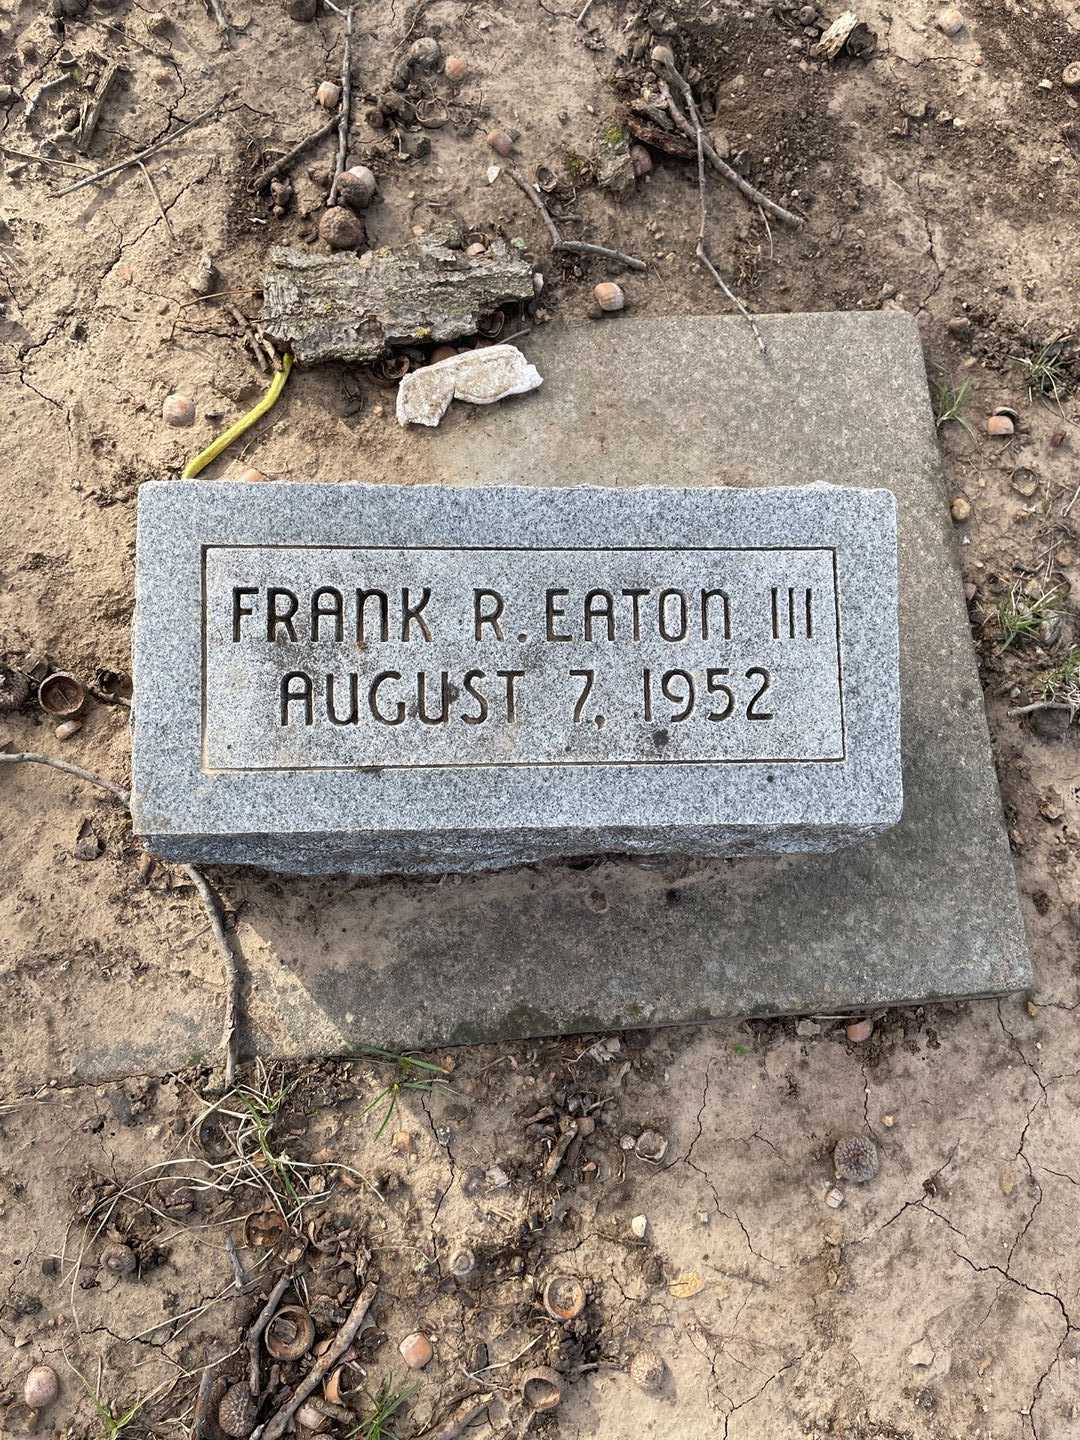 FRANK R. EATON III
AUGUST 7, 1952